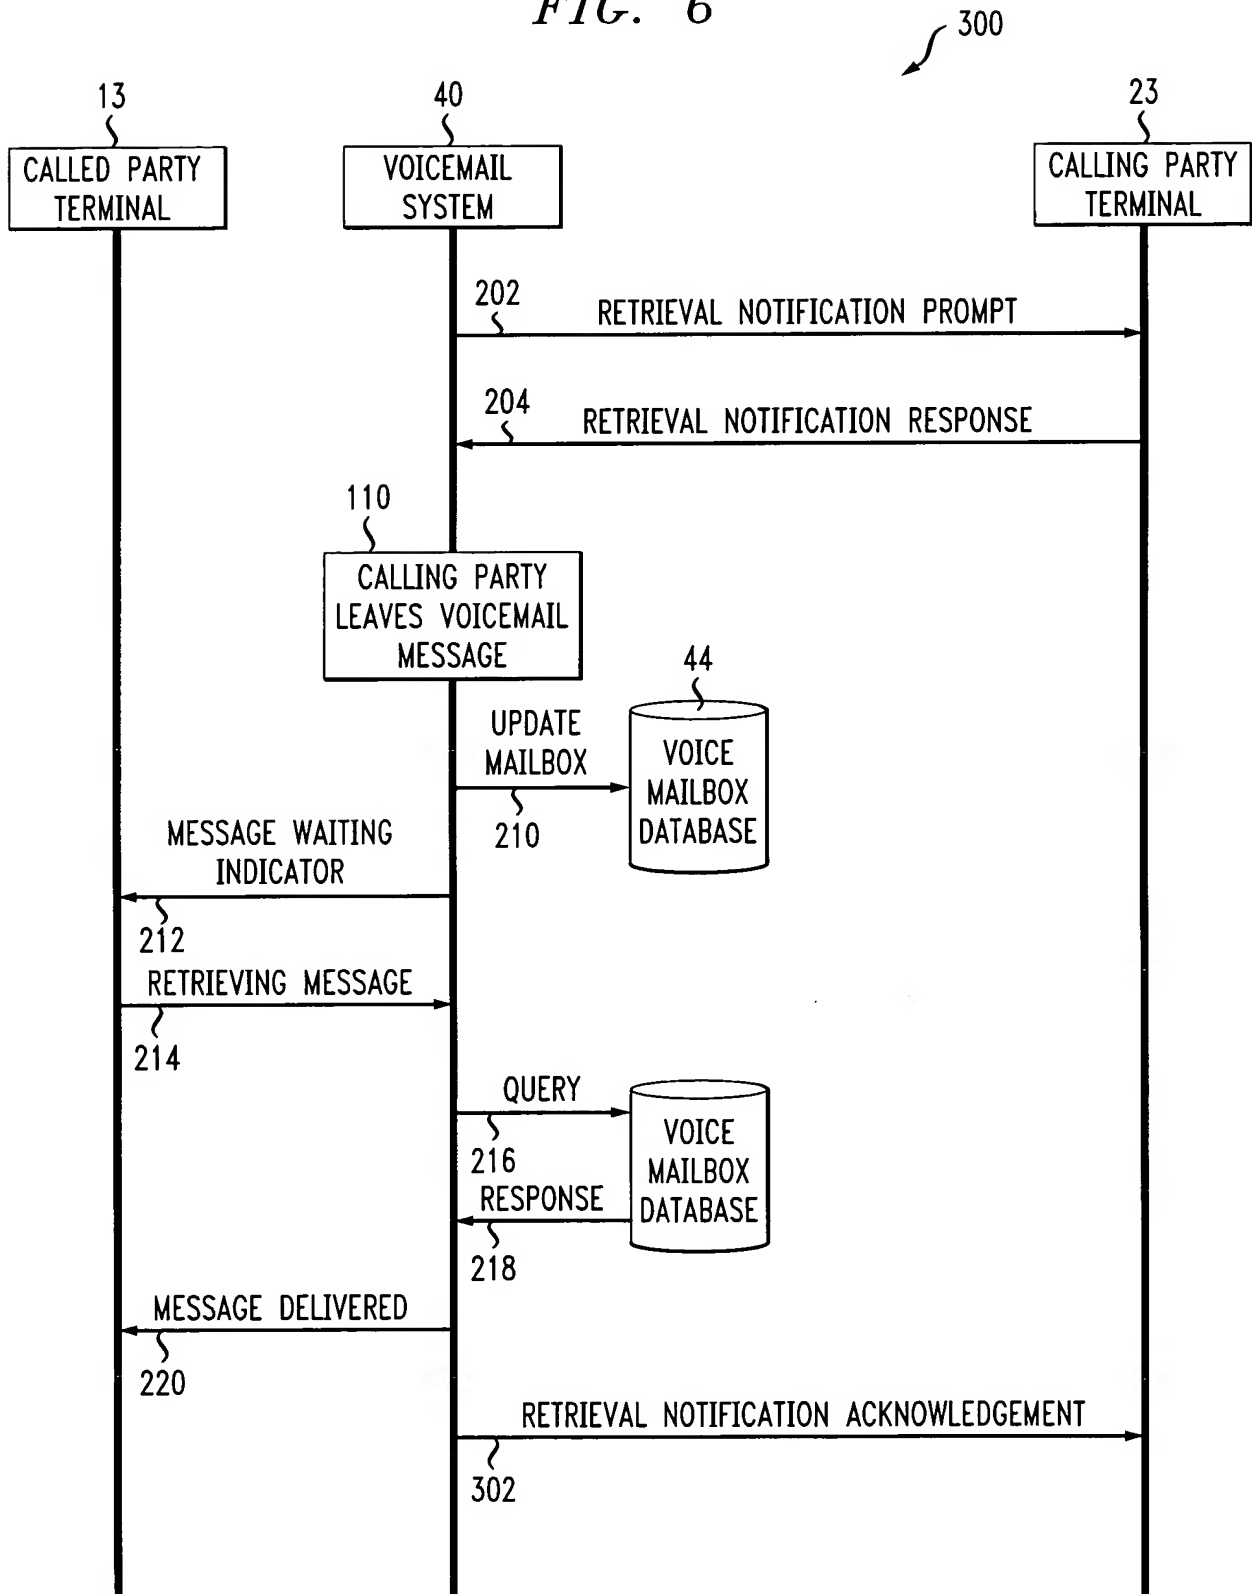 FIG. 6
300
13
40
23
CALLED PARTY
TERMINAL
VOICEMAIL
SYSTEM
CALLING PARTY
TERMINAL
202
RETRIEVAL NOTIFICATION PROMPT
204
RETRIEVAL NOTIFICATION RESPONSE
110
CALLING PARTY
LEAVES VOICEMAIL
MESSAGE
44
UPDATE
MAILBOX
VOICE
MAILBOX
DATABASE
210
MESSAGE WAITING
INDICATOR
212
RETRIEVING MESSAGE
214
QUERY
216
VOICE
MAILBOX
DATABASE
RESPONSE
218
MESSAGE DELIVERED
220
RETRIEVAL NOTIFICATION ACKNOWLEDGEMENT
302